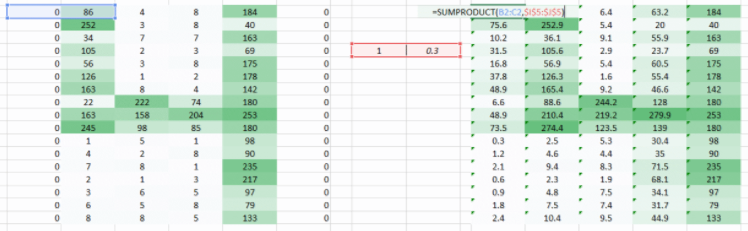 0 86 4 8 184 0 =SUMPRODUCT(B2:C2,$I$5:$J$5) 6.4 63.2 184
0 252 3 8 40 0 75.6 252.9 5.4 20 40
0 34 7 7 163 0 10.2 36.1 9.1 55.9 163
0 105 2 3 69 0 1 0.3 31.5 105.6 2.9 23.7 69
0 56 3 8 175 0 16.8 56.9 5.4 60.5 175
0 126 1 2 178 0 37.8 126.3 1.6 55.4 178
0 163 8 4 142 0 48.9 165.4 9.2 46.6 142
0 22 222 74 180 0 6.6 88.6 244.2 128 180
0 163 158 204 253 0 48.9 210.4 219.2 279.9 253
0 245 98 85 180 0 73.5 274.4 123.5 139 180
0 1 5 1 98 0 0.3 2.5 5.3 30.4 98
0 4 2 8 90 0 1.2 4.6 4.4 35 90
0 7 8 1 235 0 2.1 9.4 8.3 71.5 235
0 2 1 3 217 0 0.6 2.3 1.9 68.1 217
0 3 6 5 97 0 0.9 4.8 7.5 34.1 97
0 6 5 8 79 0 1.8 7.5 7.4 31.7 79
0 8 8 5 133 0 2.4 10.4 9.5 44.9 133